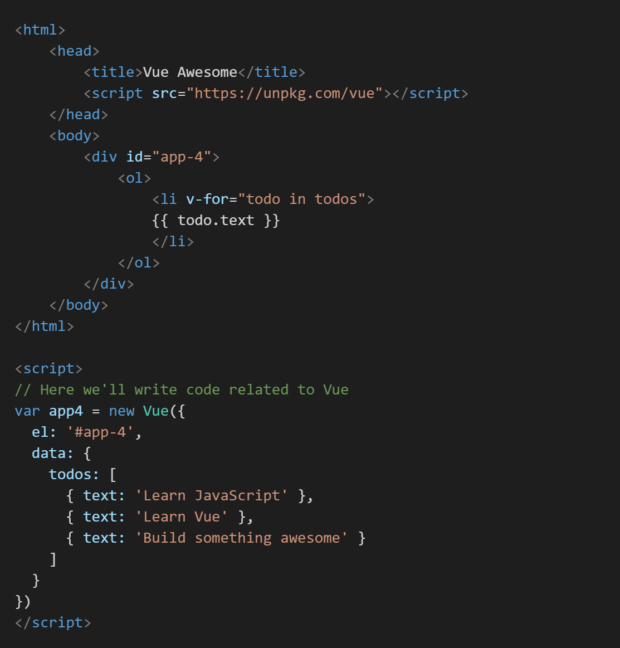 <html>
    <head>
        <title>Vue Awesome</title>
        <script src="https://unpkg.com/vue"></script>
    </head>
    <body>
        <div id="app-4">
            <ol>
                <li v-for="todo in todos">
                {{ todo.text }}
                </li>
            </ol>
        </div>
    </body>
</html>

<script>
// Here we'll write code related to Vue
var app4 = new Vue({
  el: '#app-4',
  data: {
    todos: [
      { text: 'Learn JavaScript' },
      { text: 'Learn Vue' },
      { text: 'Build something awesome' }
    ]
  }
})
</script>